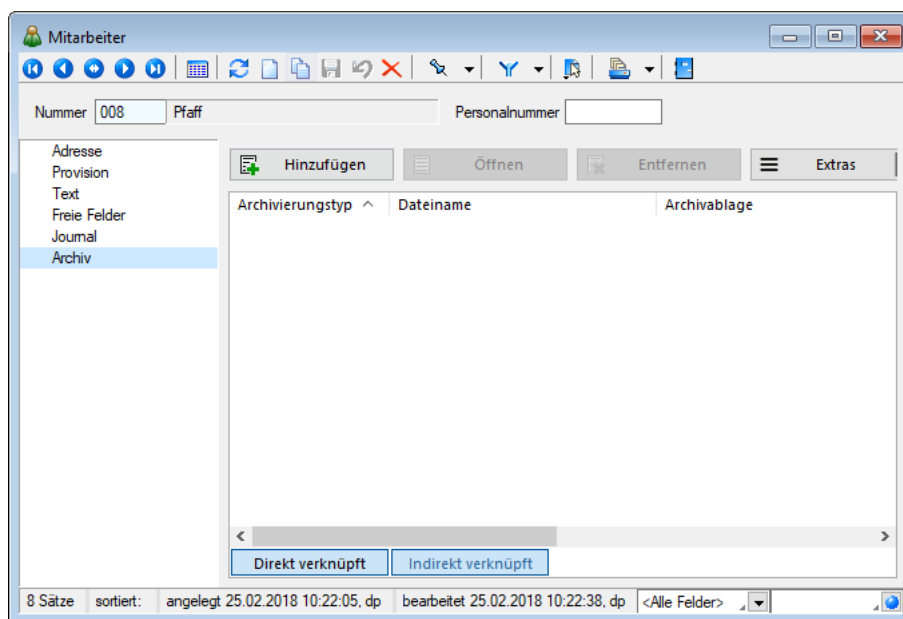 Mitarbeiter
Nummer 008 Pfaff Personalnummer
Adresse
Provision
Text
Freie Felder
Journal
Archiv
Hinzufügen Öffnen Entfernen Extras
Archivierungstyp Dateiname Archivablage
Direkt verknüpft Indirekt verknüpft
8 Sätze sortiert: angelegt 25.02.2018 10:22:05, dp bearbeitet 25.02.2018 10:22:38, dp <Alle Felder>